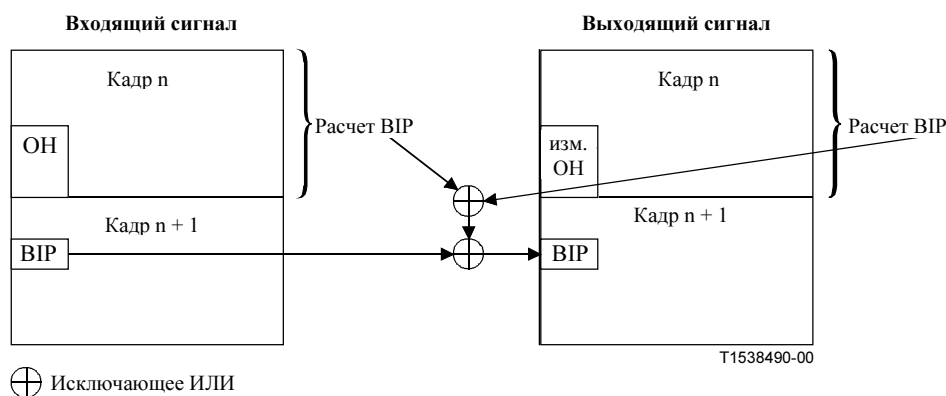 Входящий сигнал
Выходящий сигнал
Кадр n
Расчет BIP
OH
Кадр n
Расчет BIP
изм.
OH
Кадр n + 1
BIP
Кадр n + 1
BIP
T1538490-00
Исключающее ИЛИ